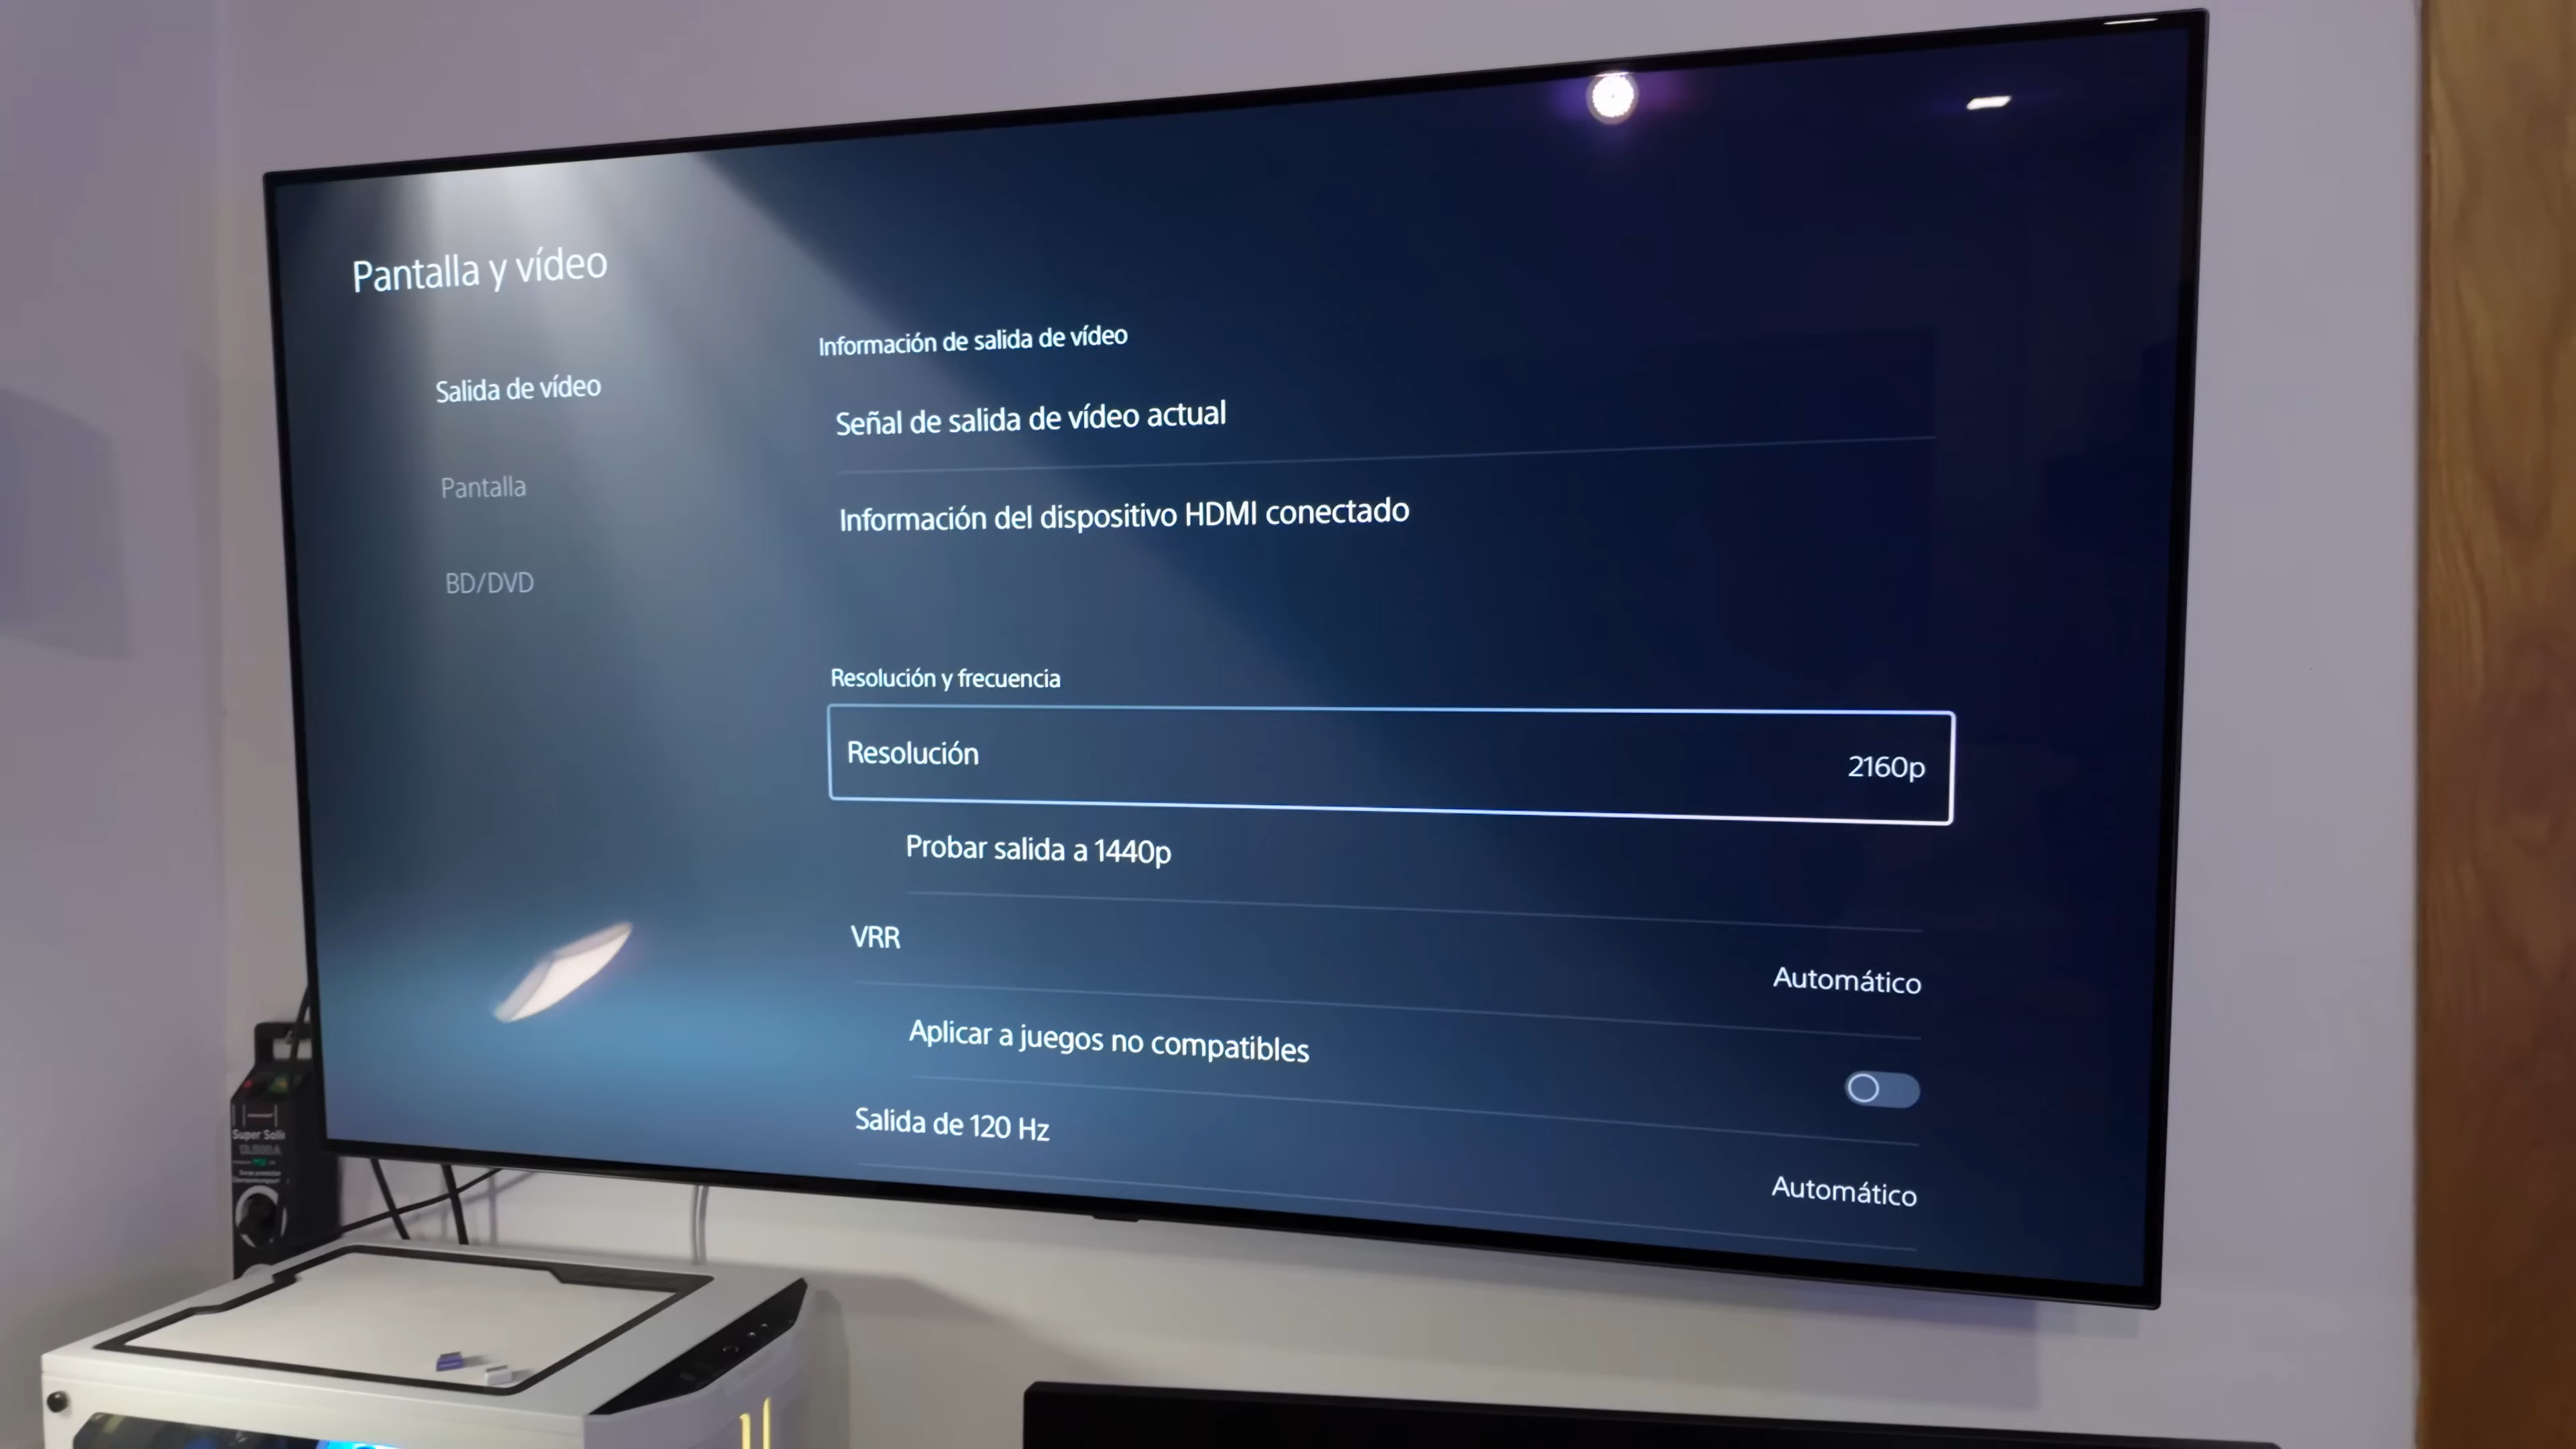 Pantalla y vídeo
Salida de vídeo
Pantalla
BD/DVD
Información de salida de vídeo
Señal de salida de vídeo actual
Información del dispositivo HDMI conectado
Resolución y frecuencia
Resolución 2160p
Probar salida a 1440p
VRR Automático
Aplicar a juegos no compatibles
Salida de 120 Hz Automático
Super Soli